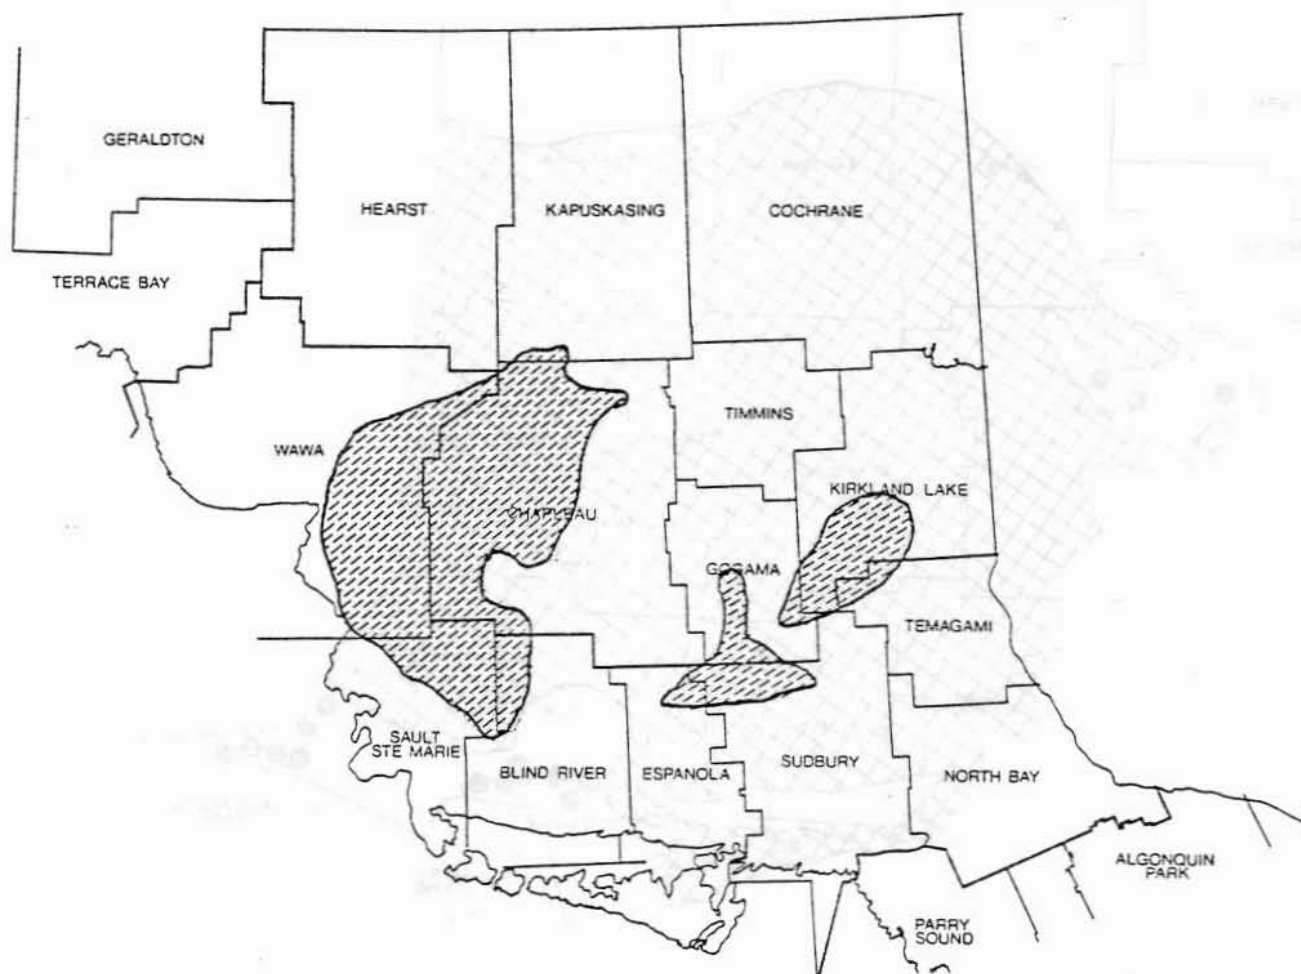 GERALDTON
HEARST
KAPUSKASING
COCHRANE
TERRACE BAY
TIMMINS
WAWA
KIRKLAND LAKE
CHAPLEAU
GOGAMA
TEMAGAMI
SAULT
STE MARIE
BLIND RIVER
ESPANOLA
SUDBURY
NORTH BAY
ALGONQUIN
PARK
PARRY
SOUND